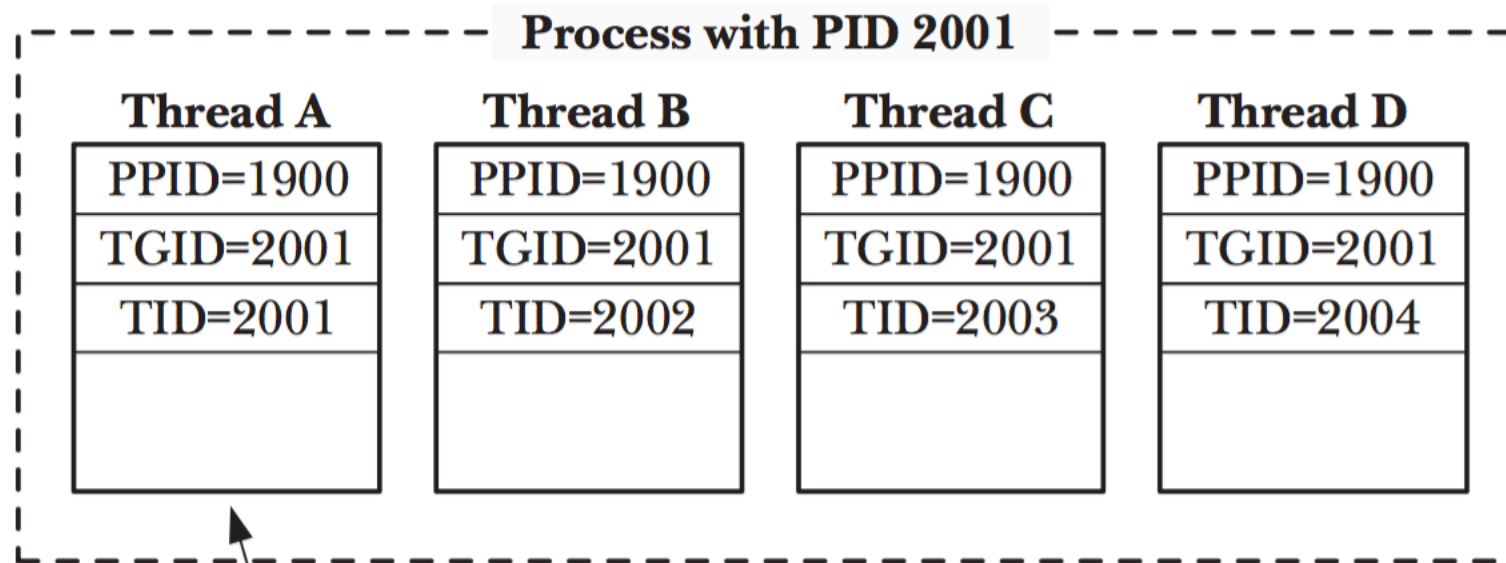 Process with PID 2001
Thread A Thread B Thread C Thread D
PPID=1900 PPID=1900 PPID=1900 PPID=1900
TGID=2001 TGID=2001 TGID=2001 TGID=2001
TID=2001 TID=2002 TID=2003 TID=2004